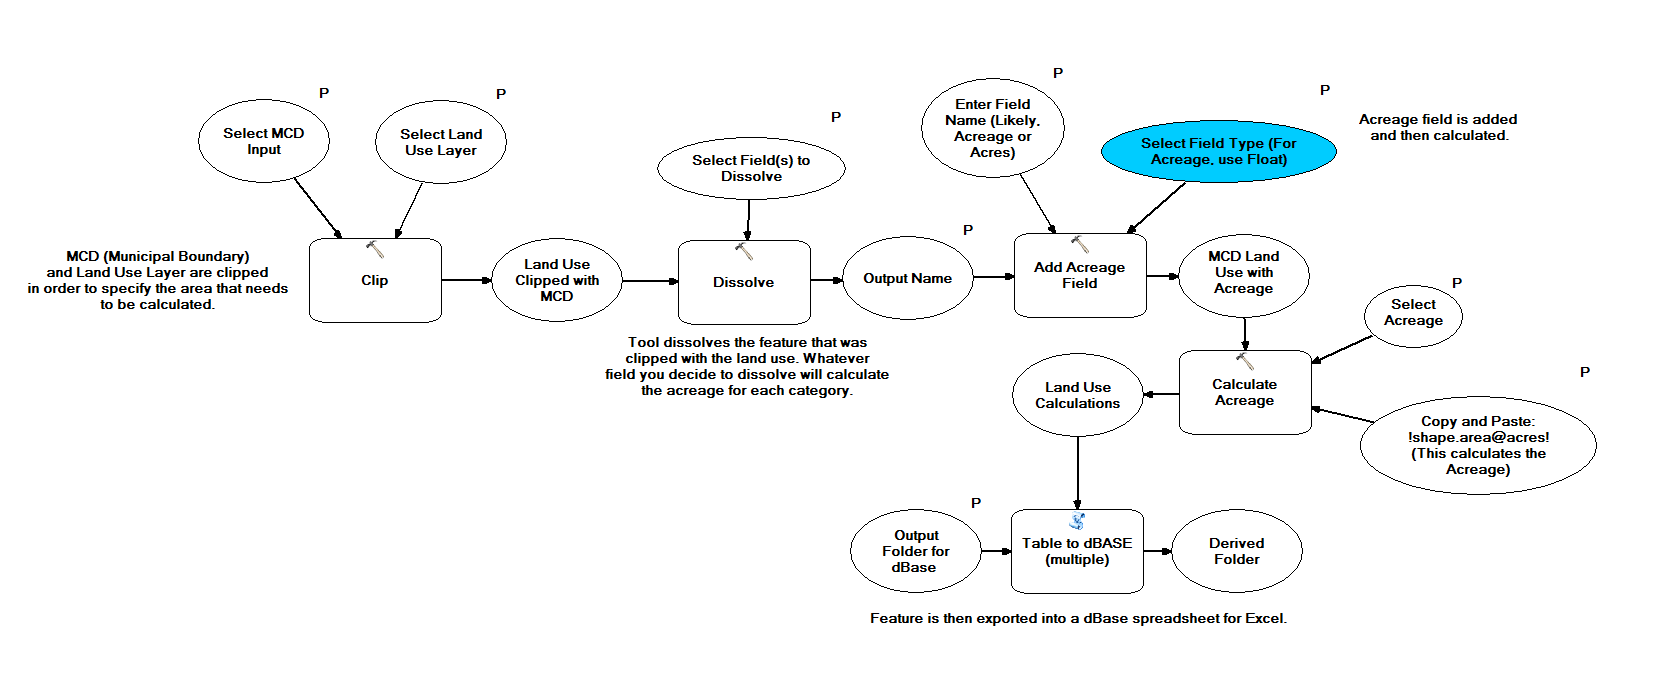 P
Select MCD
Input
P
Select Land
Use Layer
MCD (Municipal Boundary)
and Land Use Layer are clipped
in order to specify the area that needs
to be calculated.
Clip
Land Use
Clipped with
MCD
P
Select Field(s) to
Dissolve
Dissolve
Tool dissolves the feature that was
clipped with the land use. Whatever
field you decide to dissolve will calculate
the acreage for each category.
P
Output Name
P
Enter Field
Name (Likely,
Acreage or
Acres)
P
Select Field Type (For
Acreage, use Float)
Acreage field is added
and then calculated.
Add Acreage
Field
MCD Land
Use with
Acreage
P
Select
Acreage
P
Copy and Paste:
!shape.area@acres!
(This calculates the
Acreage)
Calculate
Acreage
Land Use
Calculations
P
Output
Folder for
dBase
Table to dBASE
(multiple)
Derived
Folder
Feature is then exported into a dBase spreadsheet for Excel.